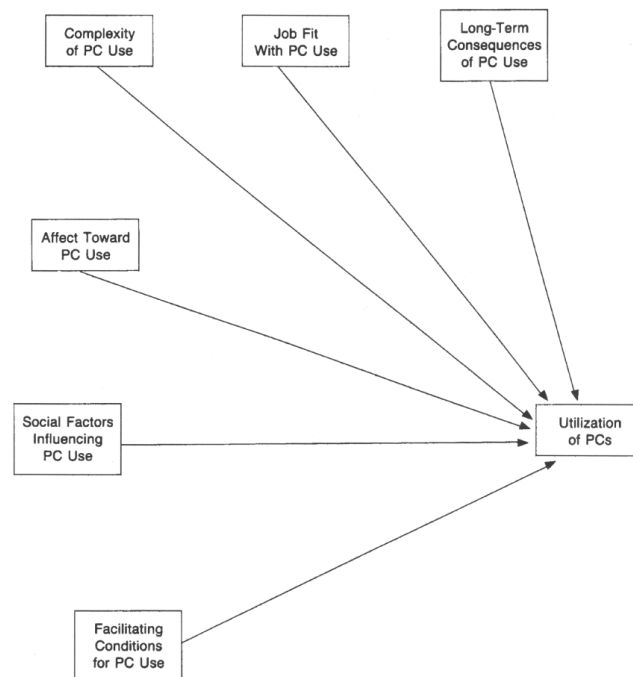 Complexity
of PC Use
Job Fit
With PC Use
Long-Term
Consequences
of PC Use
Affect Toward
PC Use
Social Factors
Influencing
PC Use
Utilization
of PCs
Facilitating
Conditions
for PC Use